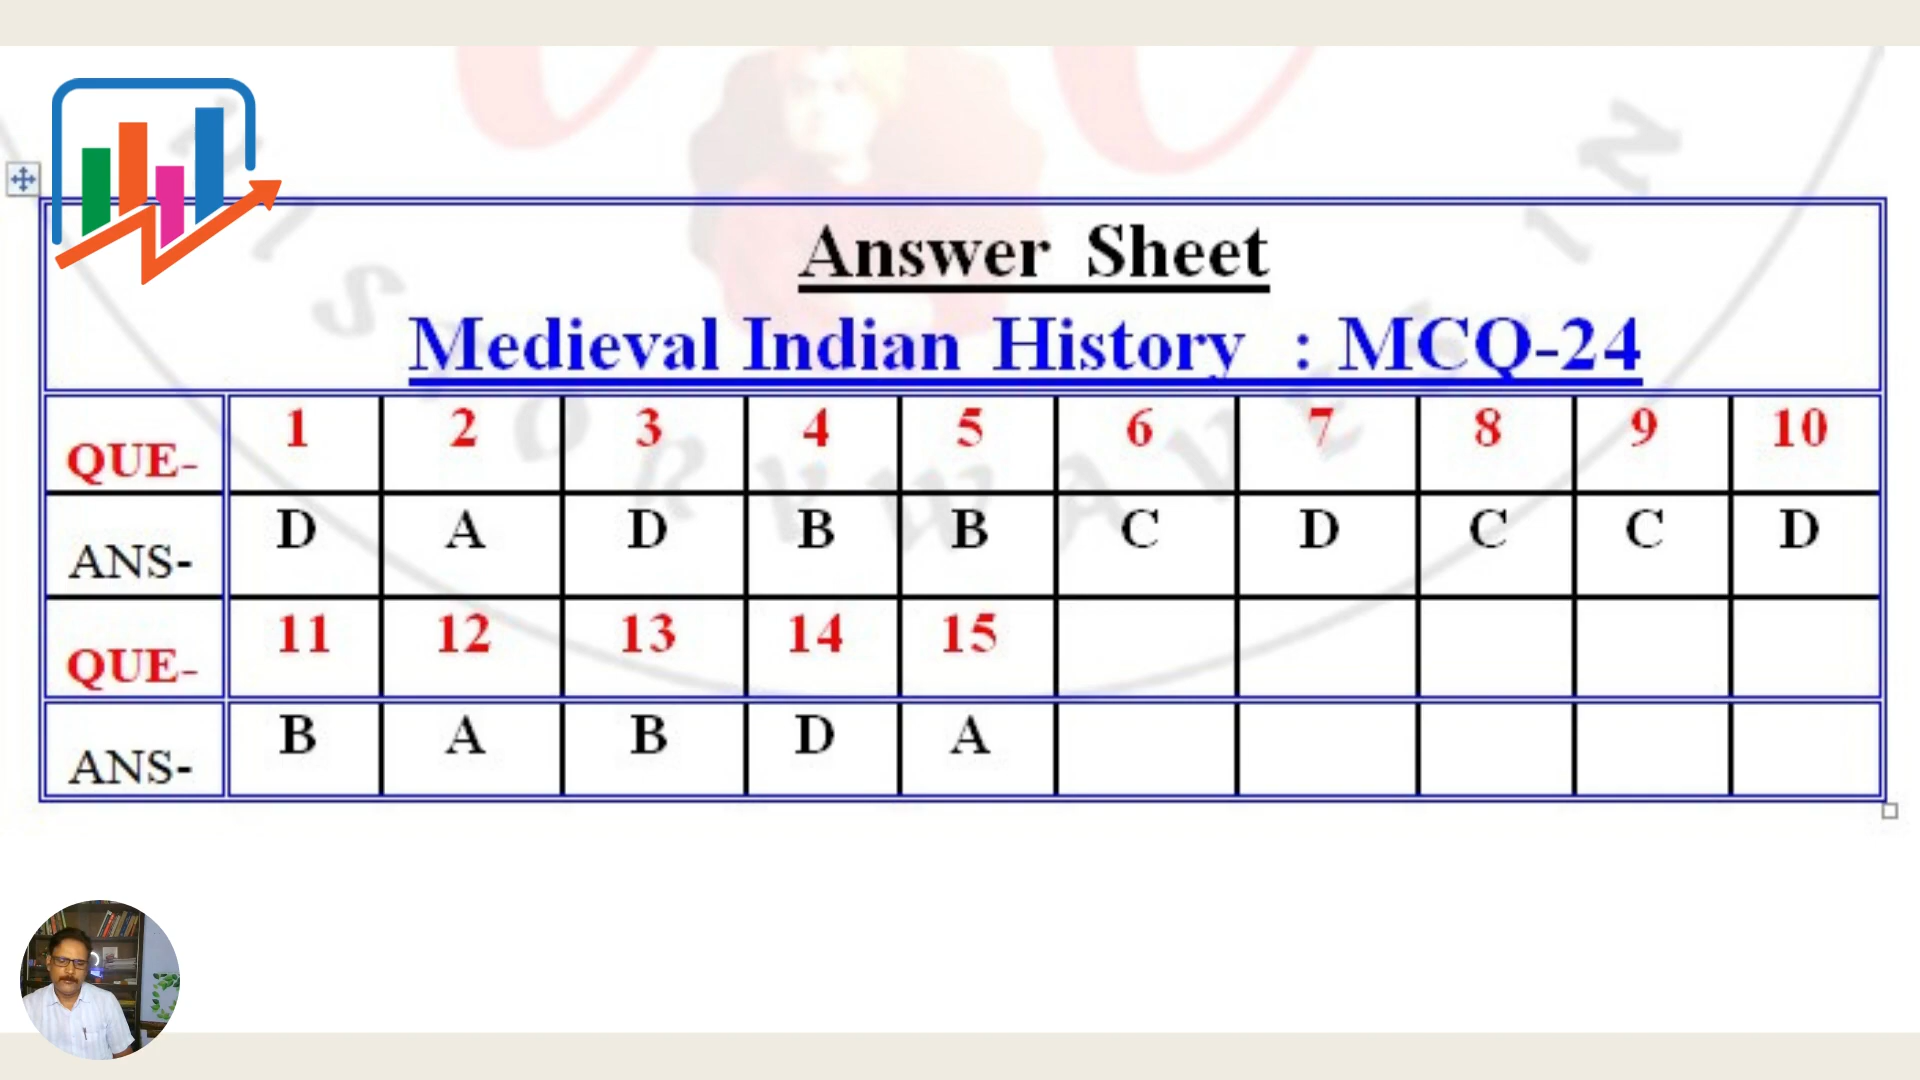 Answer Sheet
Medieval Indian History : MCQ-24
QUE- 1 2 3 4 5 6 7 8 9 10
ANS- D A D B B C D C C D
QUE- 11 12 13 14 15
ANS- B A B D A